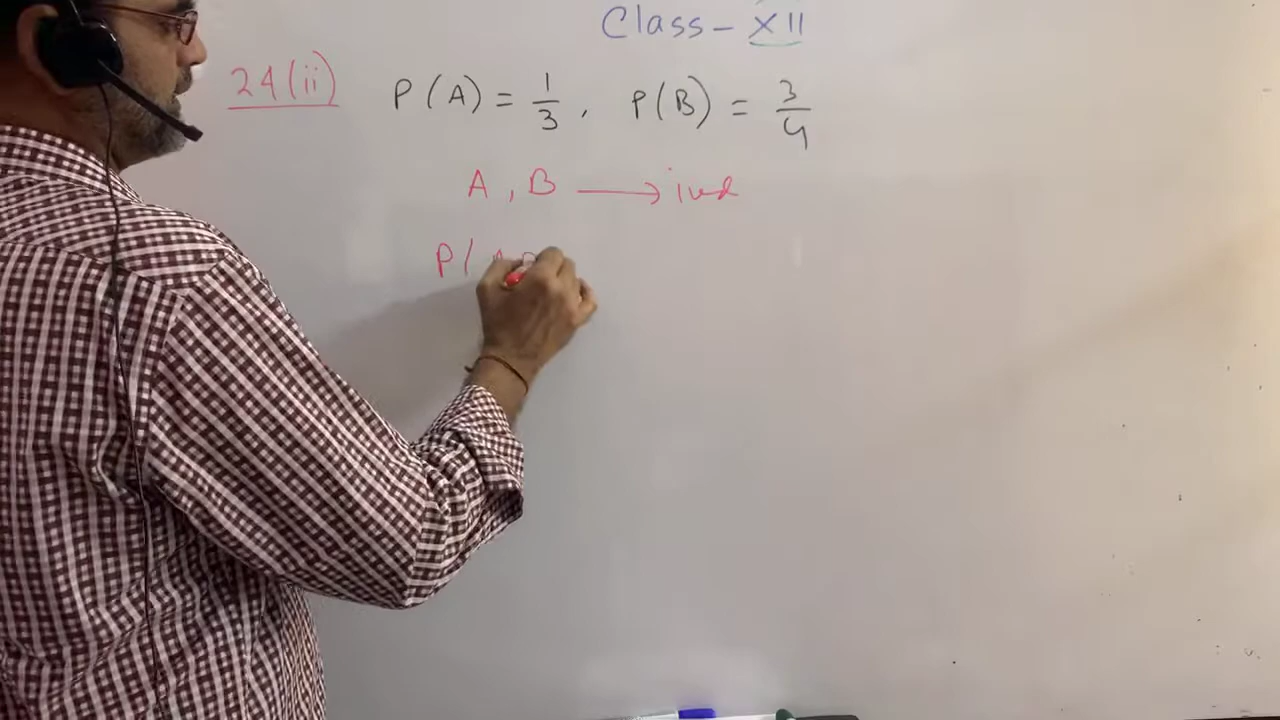 Class - XII
24(ii) P(A) = 1/3, P(B) = 3/4
A, B → ind
P(